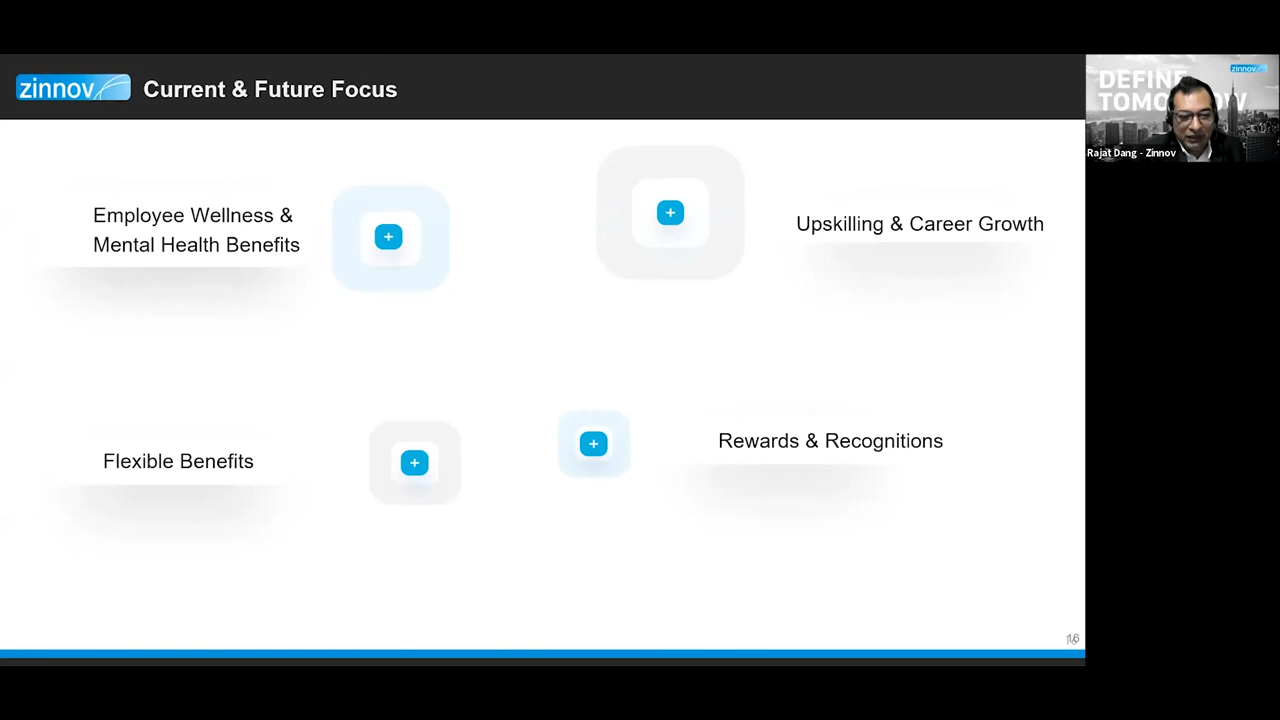 zinnov
Current & Future Focus
Employee Wellness &
Mental Health Benefits
Upskilling & Career Growth
Flexible Benefits
Rewards & Recognitions
zinnov
DEFINE
Rajat Dang - Zinnov